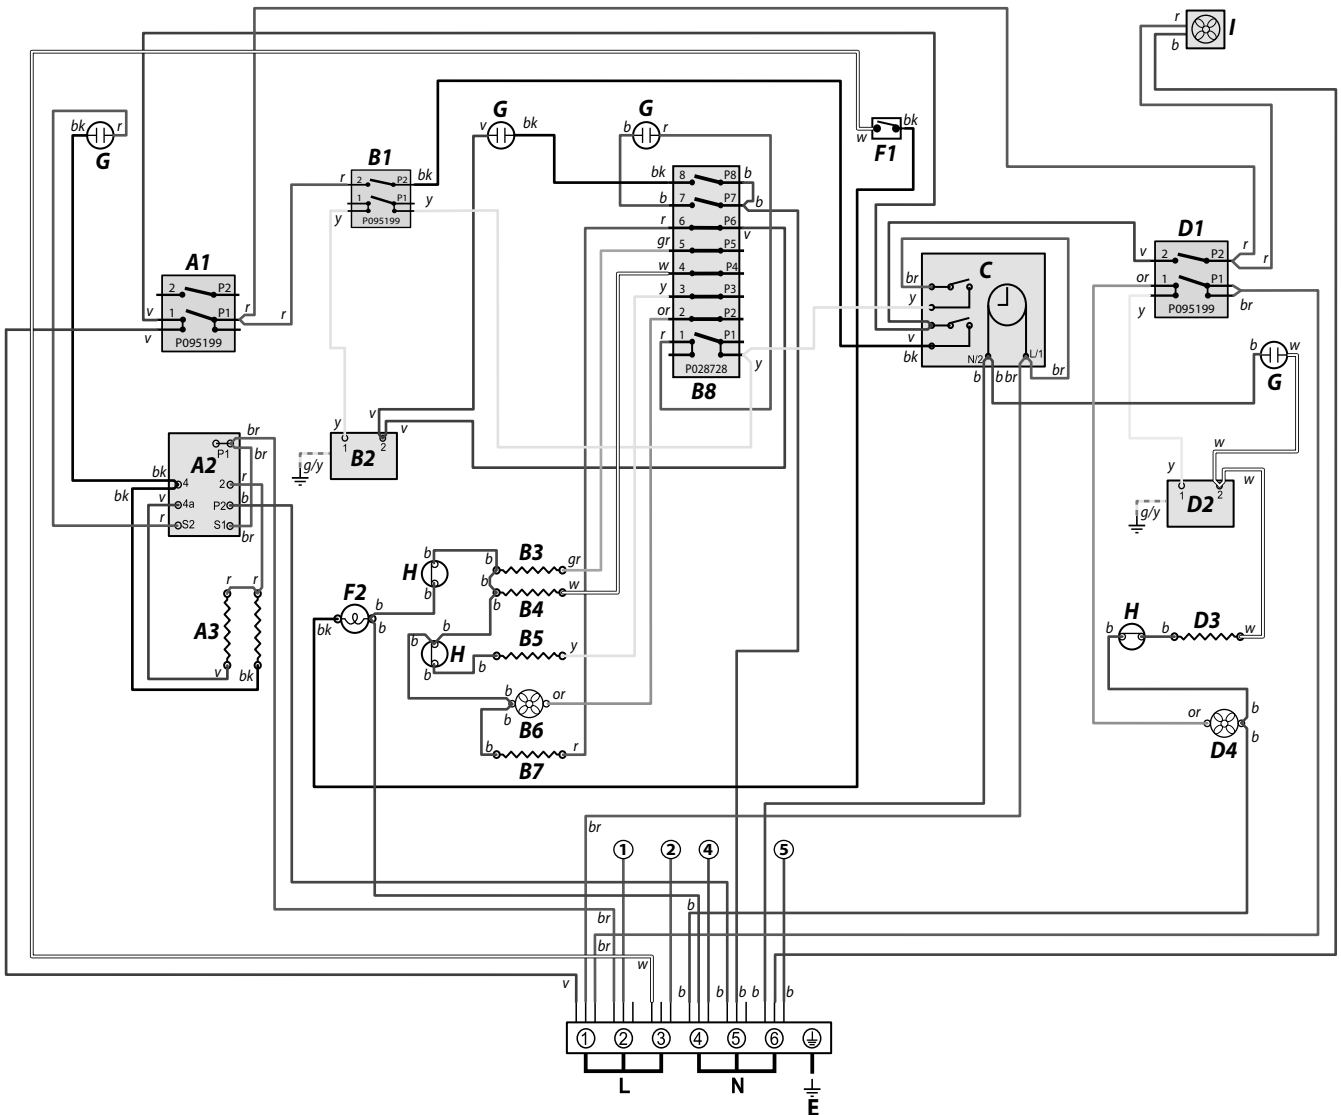 r
I
b
bk
r
G
v
G
bk
b
G
r
w
bk
F1
B1
r
2
P2
bk
1
P1
y
y
P095199
bk
8
P8
b
b
7
P7
b
r
6
P6
v
gr
5
P5
w
4
P4
y
3
P3
or
2
P2
r
1
P1
y
P028728
B8
A1
2
P2
r
v
1
P1
r
v
P095199
C
br
y
v
bk
N/2
L/1
b
b
br
br
D1
v
2
P2
r
r
or
1
P1
br
y
P095199
b
G
w
y
v
v
1
2
B2
g/y
A2
P1
br
br
bk
4
2
r
bk
v
4a
P2
b
r
S2
S1
br
w
y
w
1
2
D2
g/y
r
r
A3
v
bk
H
b
b
b
b
b
B3
gr
B4
w
F2
bk
b
b
b
b
H
b
b
B5
y
b
b
B6
or
b
B7
r
H
b
b
D3
w
or
D4
b
b
br
1
2
4
5
br
b
br
w
v
b
b
b
b
b
1
2
3
4
5
6
L
N
E